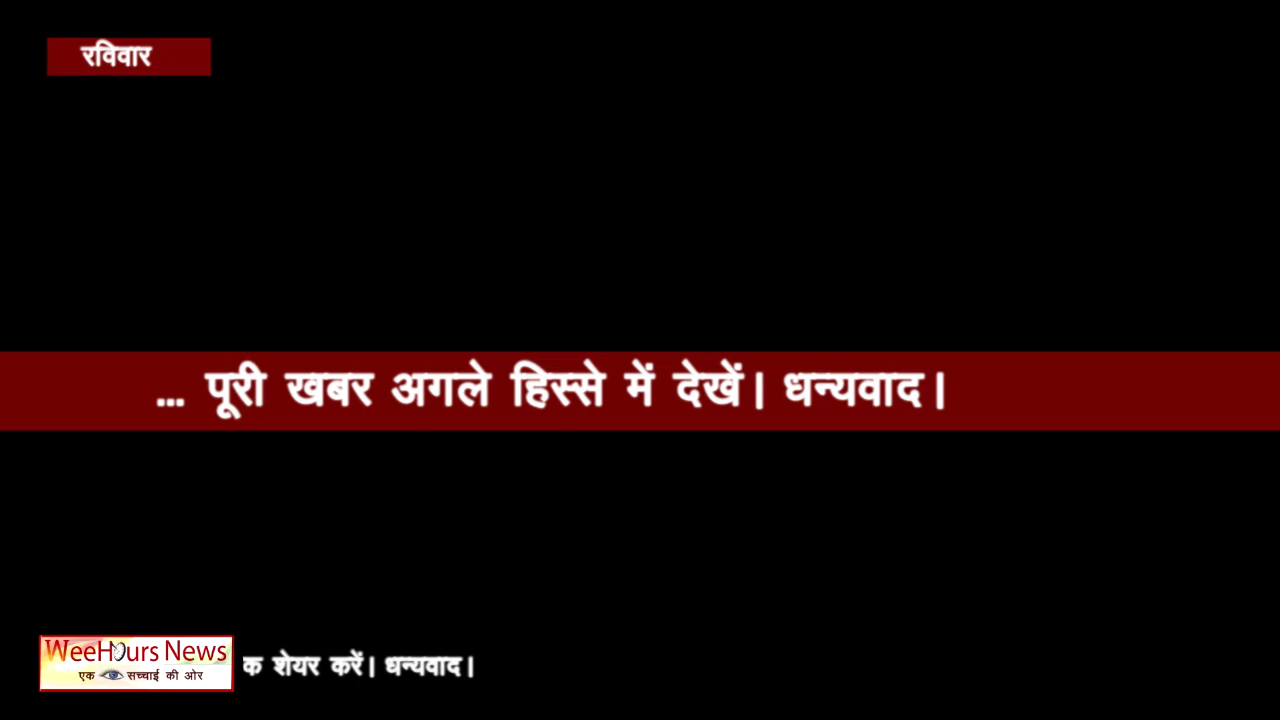 रविवार
... पूरी खबर अगले हिस्से में देखें| धन्यवाद|
WeeHours News
एक सच्चाई की ओर
क शेयर करें| धन्यवाद|